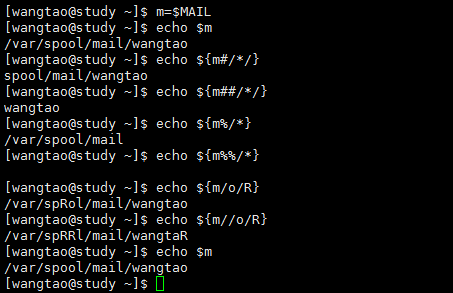 [wangtao@study ~]$ m=$MAIL
[wangtao@study ~]$ echo $m
/var/spool/mail/wangtao
[wangtao@study ~]$ echo ${m#/*/}
spool/mail/wangtao
[wangtao@study ~]$ echo ${m##/*/}
wangtao
[wangtao@study ~]$ echo ${m%/*}
/var/spool/mail
[wangtao@study ~]$ echo ${m%%/*}

[wangtao@study ~]$ echo ${m/o/R}
/var/spRol/mail/wangtao
[wangtao@study ~]$ echo ${m//o/R}
/var/spRRl/mail/wangtaR
[wangtao@study ~]$ echo $m
/var/spool/mail/wangtao
[wangtao@study ~]$